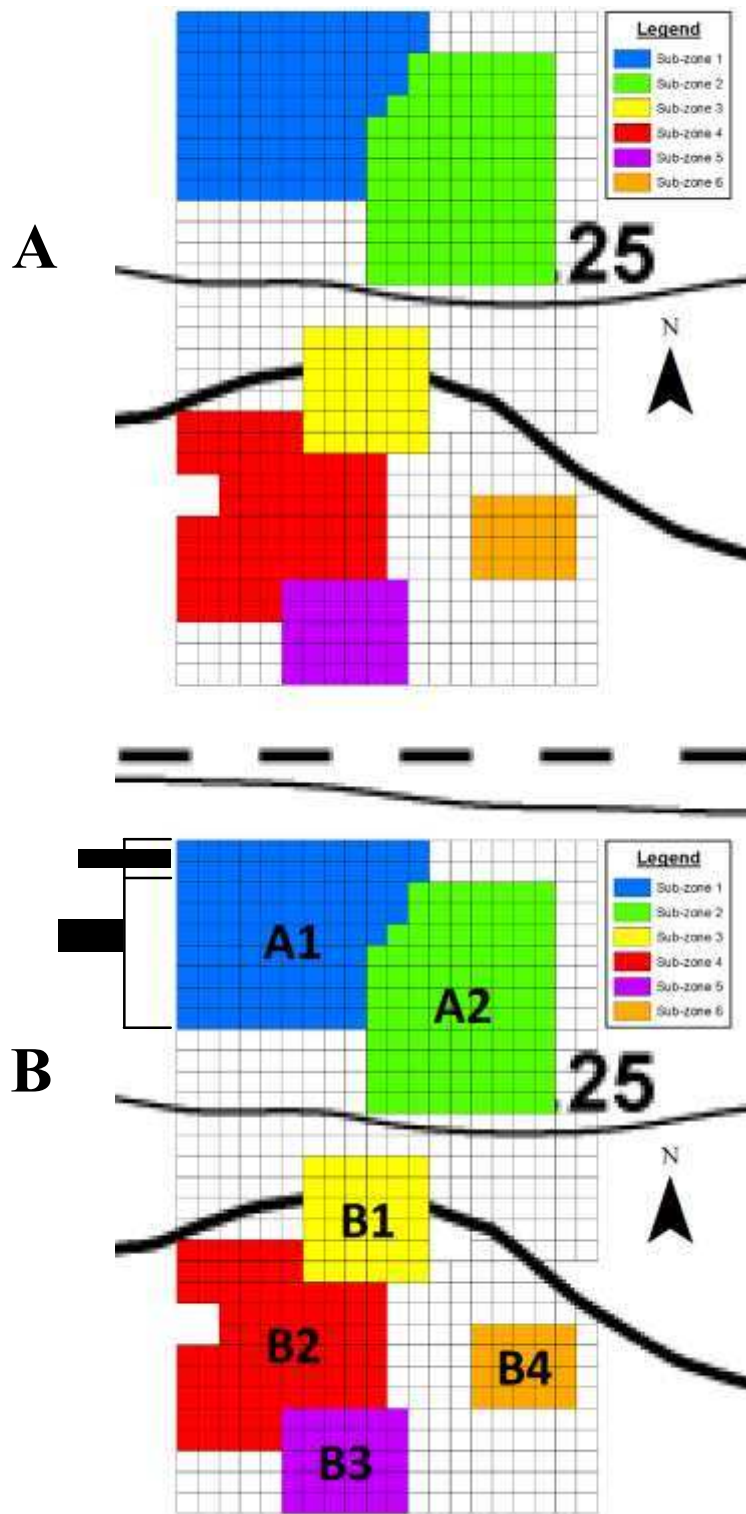 Legend
Sub-zone 1
Sub-zone 2
Sub-zone 3
Sub-zone 4
Sub-zone 5
Sub-zone 6
A
25
N
Legend
Sub-zone 1
Sub-zone 2
Sub-zone 3
Sub-zone 4
Sub-zone 5
Sub-zone 6
A1
A2
B
25
N
B1
B2
B4
B3